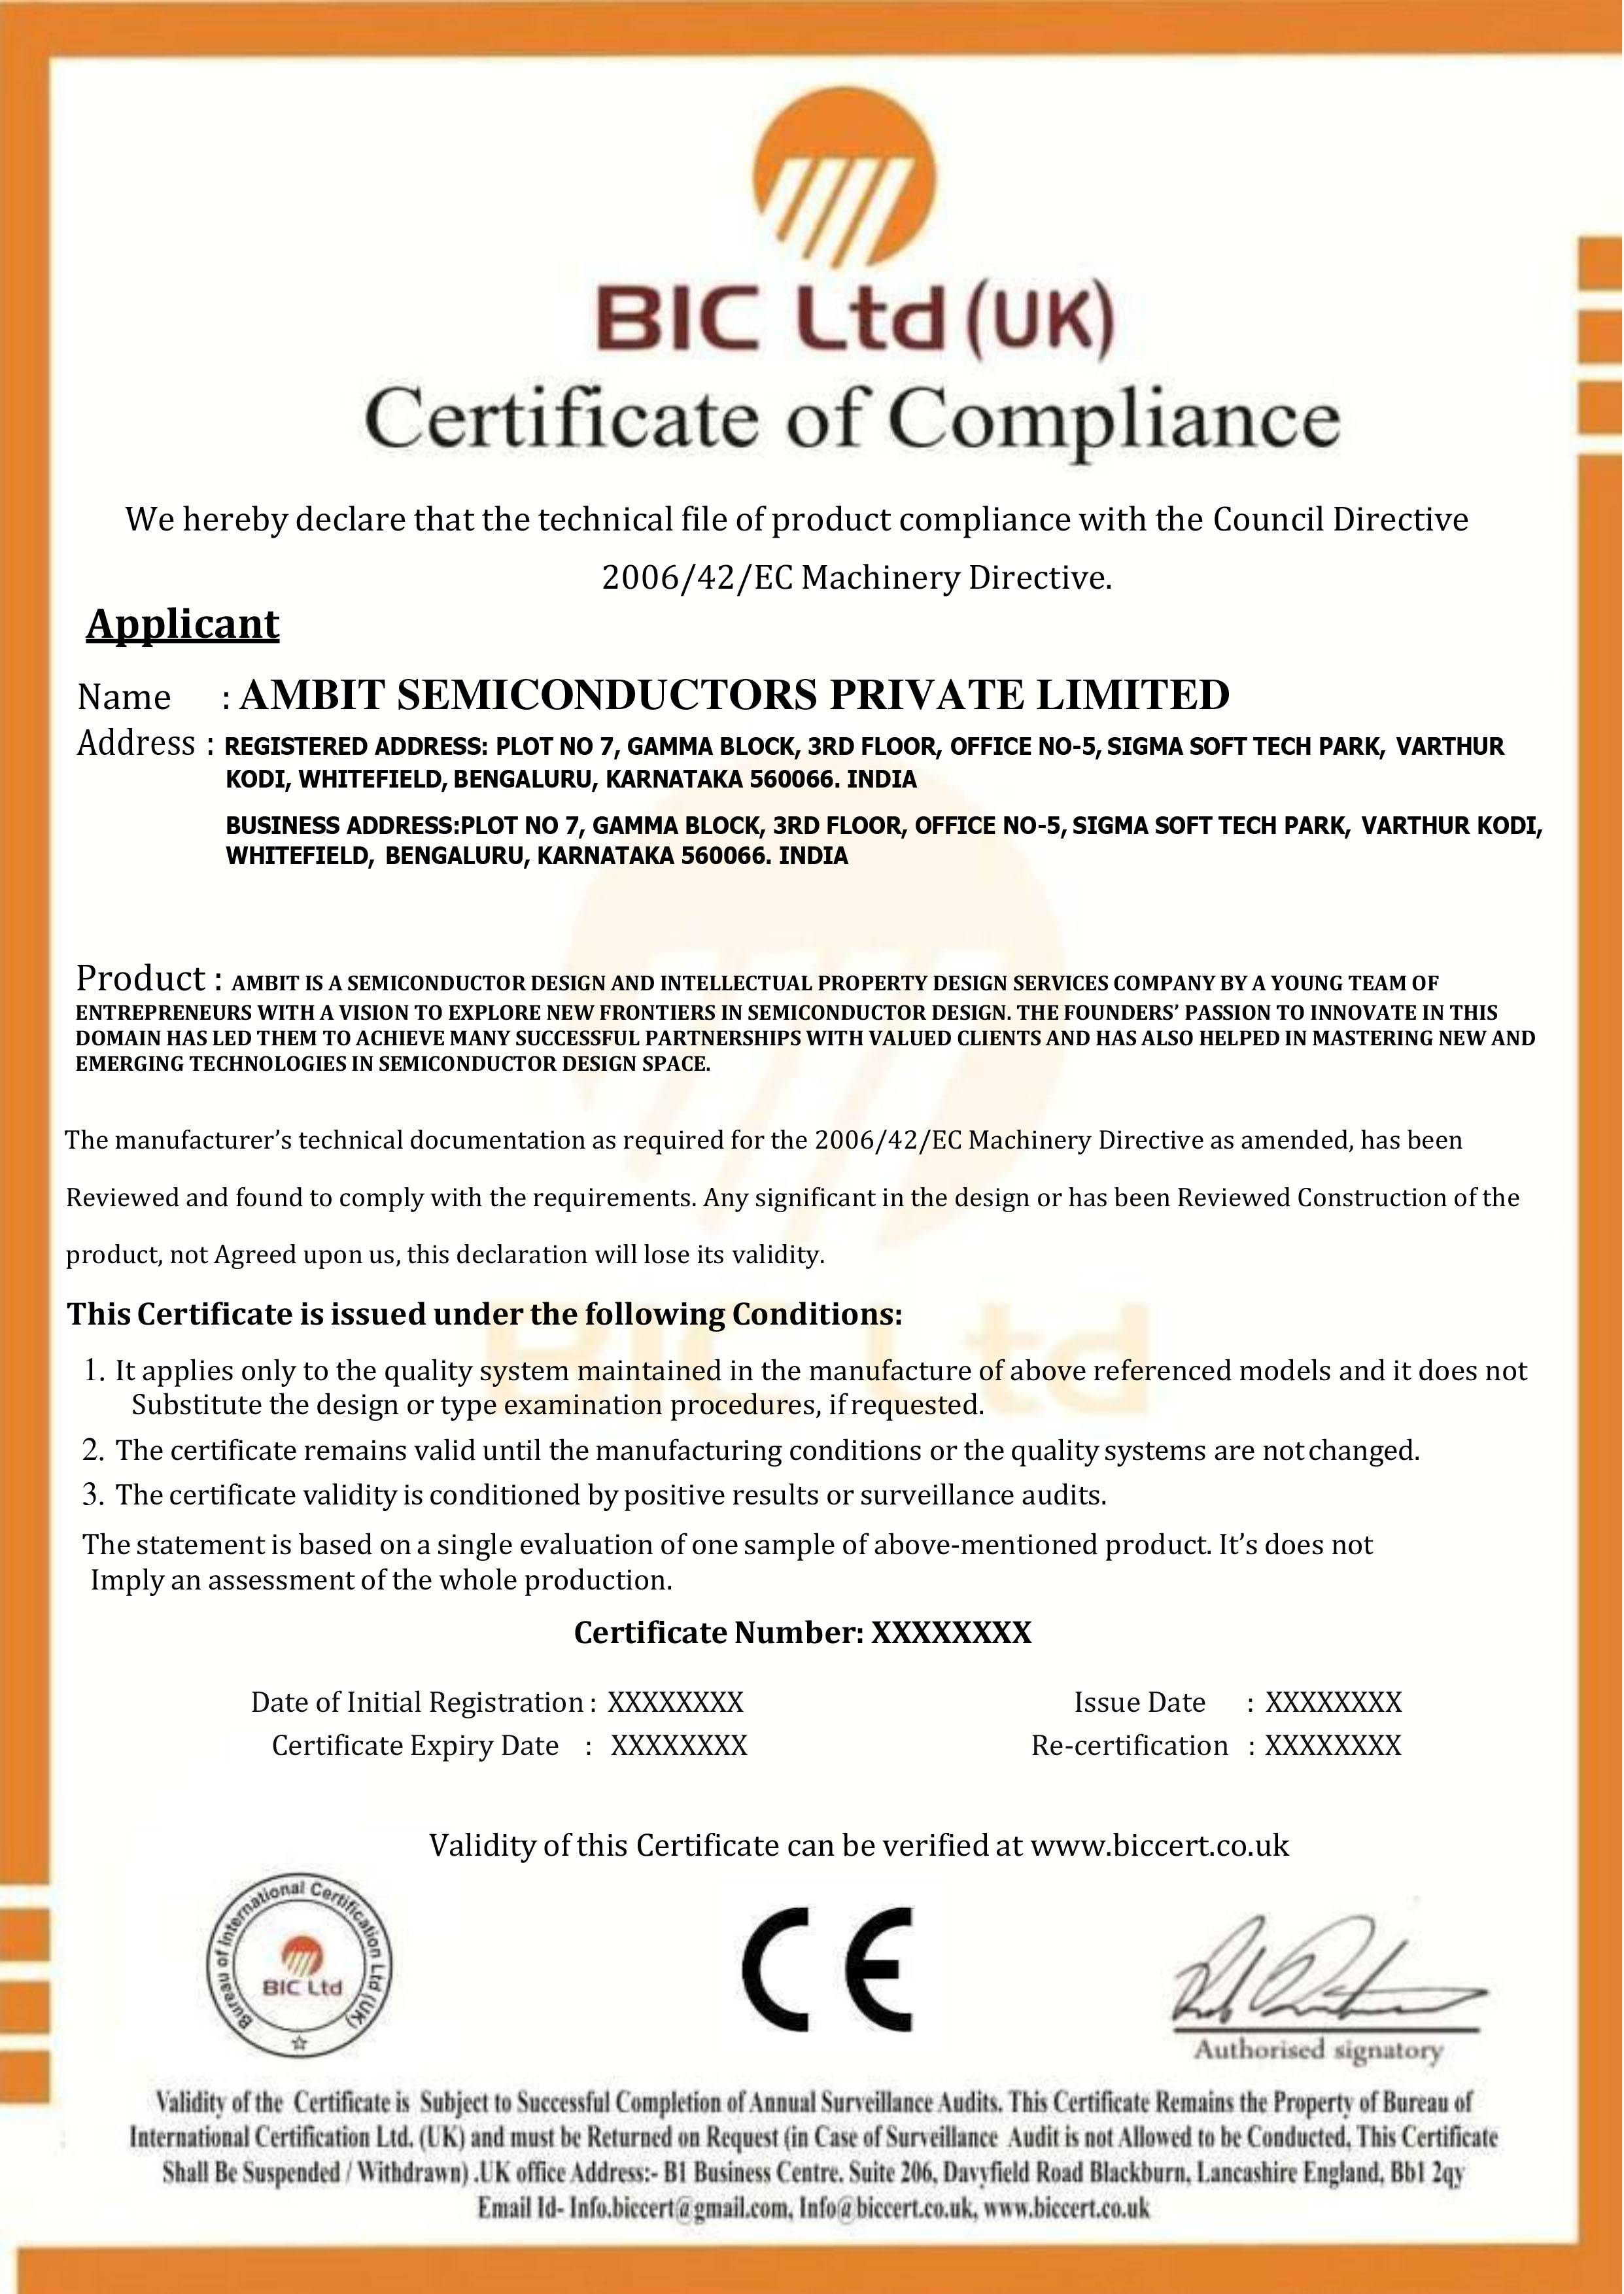 BIC Ltd (UK)
Certificate of Compliance
We hereby declare that the technical file of product compliance with the Council Directive
2006/42/EC Machinery Directive.
Applicant
Name : AMBIT SEMICONDUCTORS PRIVATE LIMITED
Address : REGISTERED ADDRESS: PLOT NO 7, GAMMA BLOCK, 3RD FLOOR, OFFICE NO-5, SIGMA SOFT TECH PARK, VARTHUR
KODI, WHITEFIELD, BENGALURU, KARNATAKA 560066. INDIA
BUSINESS ADDRESS:PLOT NO 7, GAMMA BLOCK, 3RD FLOOR, OFFICE NO-5, SIGMA SOFT TECH PARK, VARTHUR KODI,
WHITEFIELD, BENGALURU, KARNATAKA 560066. INDIA
Product : AMBIT IS A SEMICONDUCTOR DESIGN AND INTELLECTUAL PROPERTY DESIGN SERVICES COMPANY BY A YOUNG TEAM OF
ENTREPRENEURS WITH A VISION TO EXPLORE NEW FRONTIERS IN SEMICONDUCTOR DESIGN. THE FOUNDERS’ PASSION TO INNOVATE IN THIS
DOMAIN HAS LED THEM TO ACHIEVE MANY SUCCESSFUL PARTNERSHIPS WITH VALUED CLIENTS AND HAS ALSO HELPED IN MASTERING NEW AND
EMERGING TECHNOLOGIES IN SEMICONDUCTOR DESIGN SPACE.
The manufacturer’s technical documentation as required for the 2006/42/EC Machinery Directive as amended, has been
Reviewed and found to comply with the requirements. Any significant in the design or has been Reviewed Construction of the
product, not Agreed upon us, this declaration will lose its validity.
BIC Ltd
This Certificate is issued under the following Conditions:
1. It applies only to the quality system maintained in the manufacture of above referenced models and it does not
Substitute the design or type examination procedures, if requested.
2. The certificate remains valid until the manufacturing conditions or the quality systems are not changed.
3. The certificate validity is conditioned by positive results or surveillance audits.
The statement is based on a single evaluation of one sample of above-mentioned product. It’s does not
Imply an assessment of the whole production.
Certificate Number: XXXXXXXX
Date of Initial Registration : XXXXXXXX Issue Date : XXXXXXXX
Certificate Expiry Date : XXXXXXXX Re-certification : XXXXXXXX
Validity of this Certificate can be verified at www.biccert.co.uk
Bureau of International Certification Ltd (UK)
BIC Ltd
CE
Authorised signatory
Validity of the Certificate is Subject to Successful Completion of Annual Surveillance Audits. This Certificate Remains the Property of Bureau of
International Certification Ltd. (UK) and must be Returned on Request (in Case of Surveillance Audit is not Allowed to be Conducted, This Certificate
Shall Be Suspended / Withdrawn) .UK office Address:- B1 Business Centre. Suite 206, Davyfield Road Blackburn, Lancashire England, Bb1 2qy
Email Id- Info.biccert@gmail.com, Info@biccert.co.uk, www.biccert.co.uk